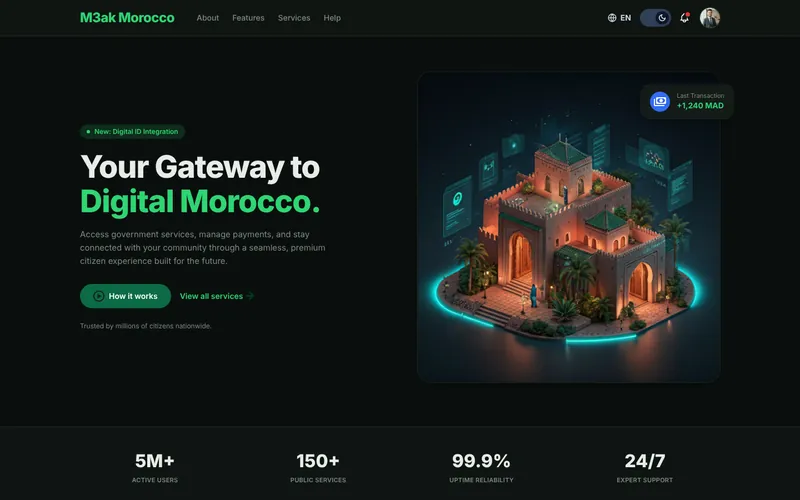 M3ak Morocco
About
Features
Services
Help
EN
Last Transaction
+1,240 MAD
New: Digital ID Integration
Your Gateway to
Digital Morocco.
Access government services, manage payments, and stay
connected with your community through a seamless, premium
citizen experience built for the future.
How it works
View all services
Trusted by millions of citizens nationwide.
5M+
ACTIVE USERS
150+
PUBLIC SERVICES
99.9%
UPTIME RELIABILITY
24/7
EXPERT SUPPORT